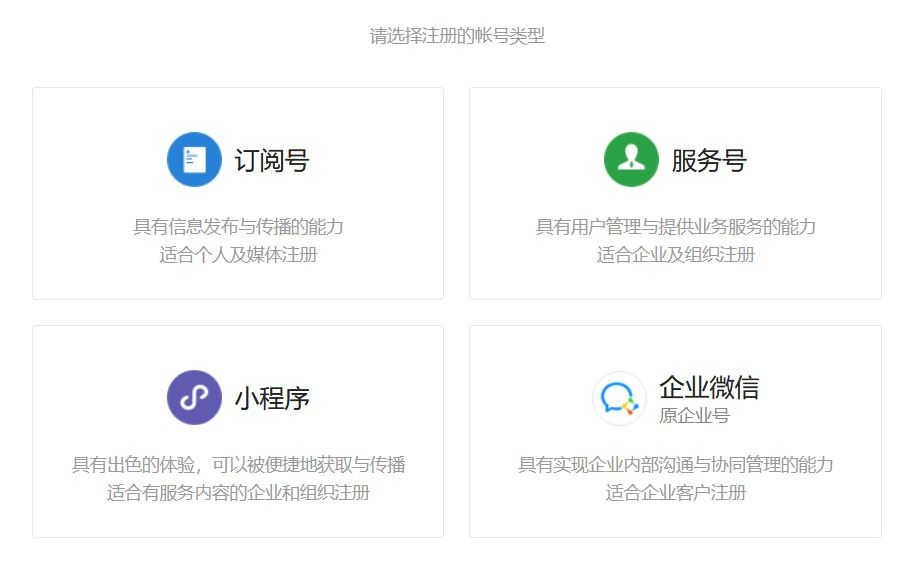 请选择注册的帐号类型
订阅号
具有信息发布与传播的能力
适合个人及媒体注册
服务号
具有用户管理与提供业务服务的能力
适合企业及组织注册
小程序
具有出色的体验，可以被便捷地获取与传播
适合有服务内容的企业和组织注册
企业微信
原企业号
具有实现企业内部沟通与协同管理的能力
适合企业客户注册